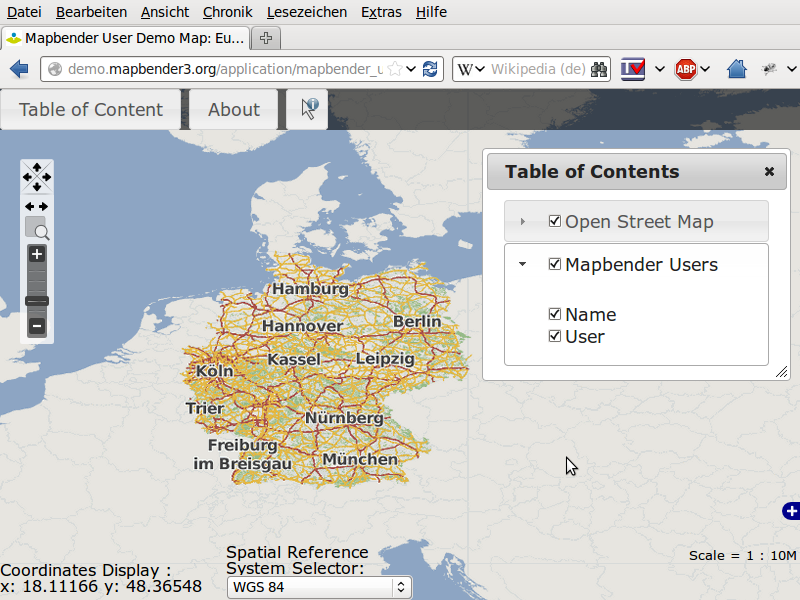 Datei Bearbeiten Ansicht Chronik Lesezeichen Extras Hilfe
Mapbender User Demo Map: Eu...
demo.mapbender3.org/application/mapbender_u
W
Wikipedia (de)
ABP
Table of Content
About
Table of Contents
Open Street Map
Mapbender Users
Name
User
Hamburg
Hannover
Berlin
Kassel
Leipzig
Köln
Trier
Nürnberg
Freiburg
im Breisgau
München
Scale = 1 : 10M
Coordinates Display :
x: 18.11166 y: 48.36548
Spatial Reference
System Selector:
WGS 84